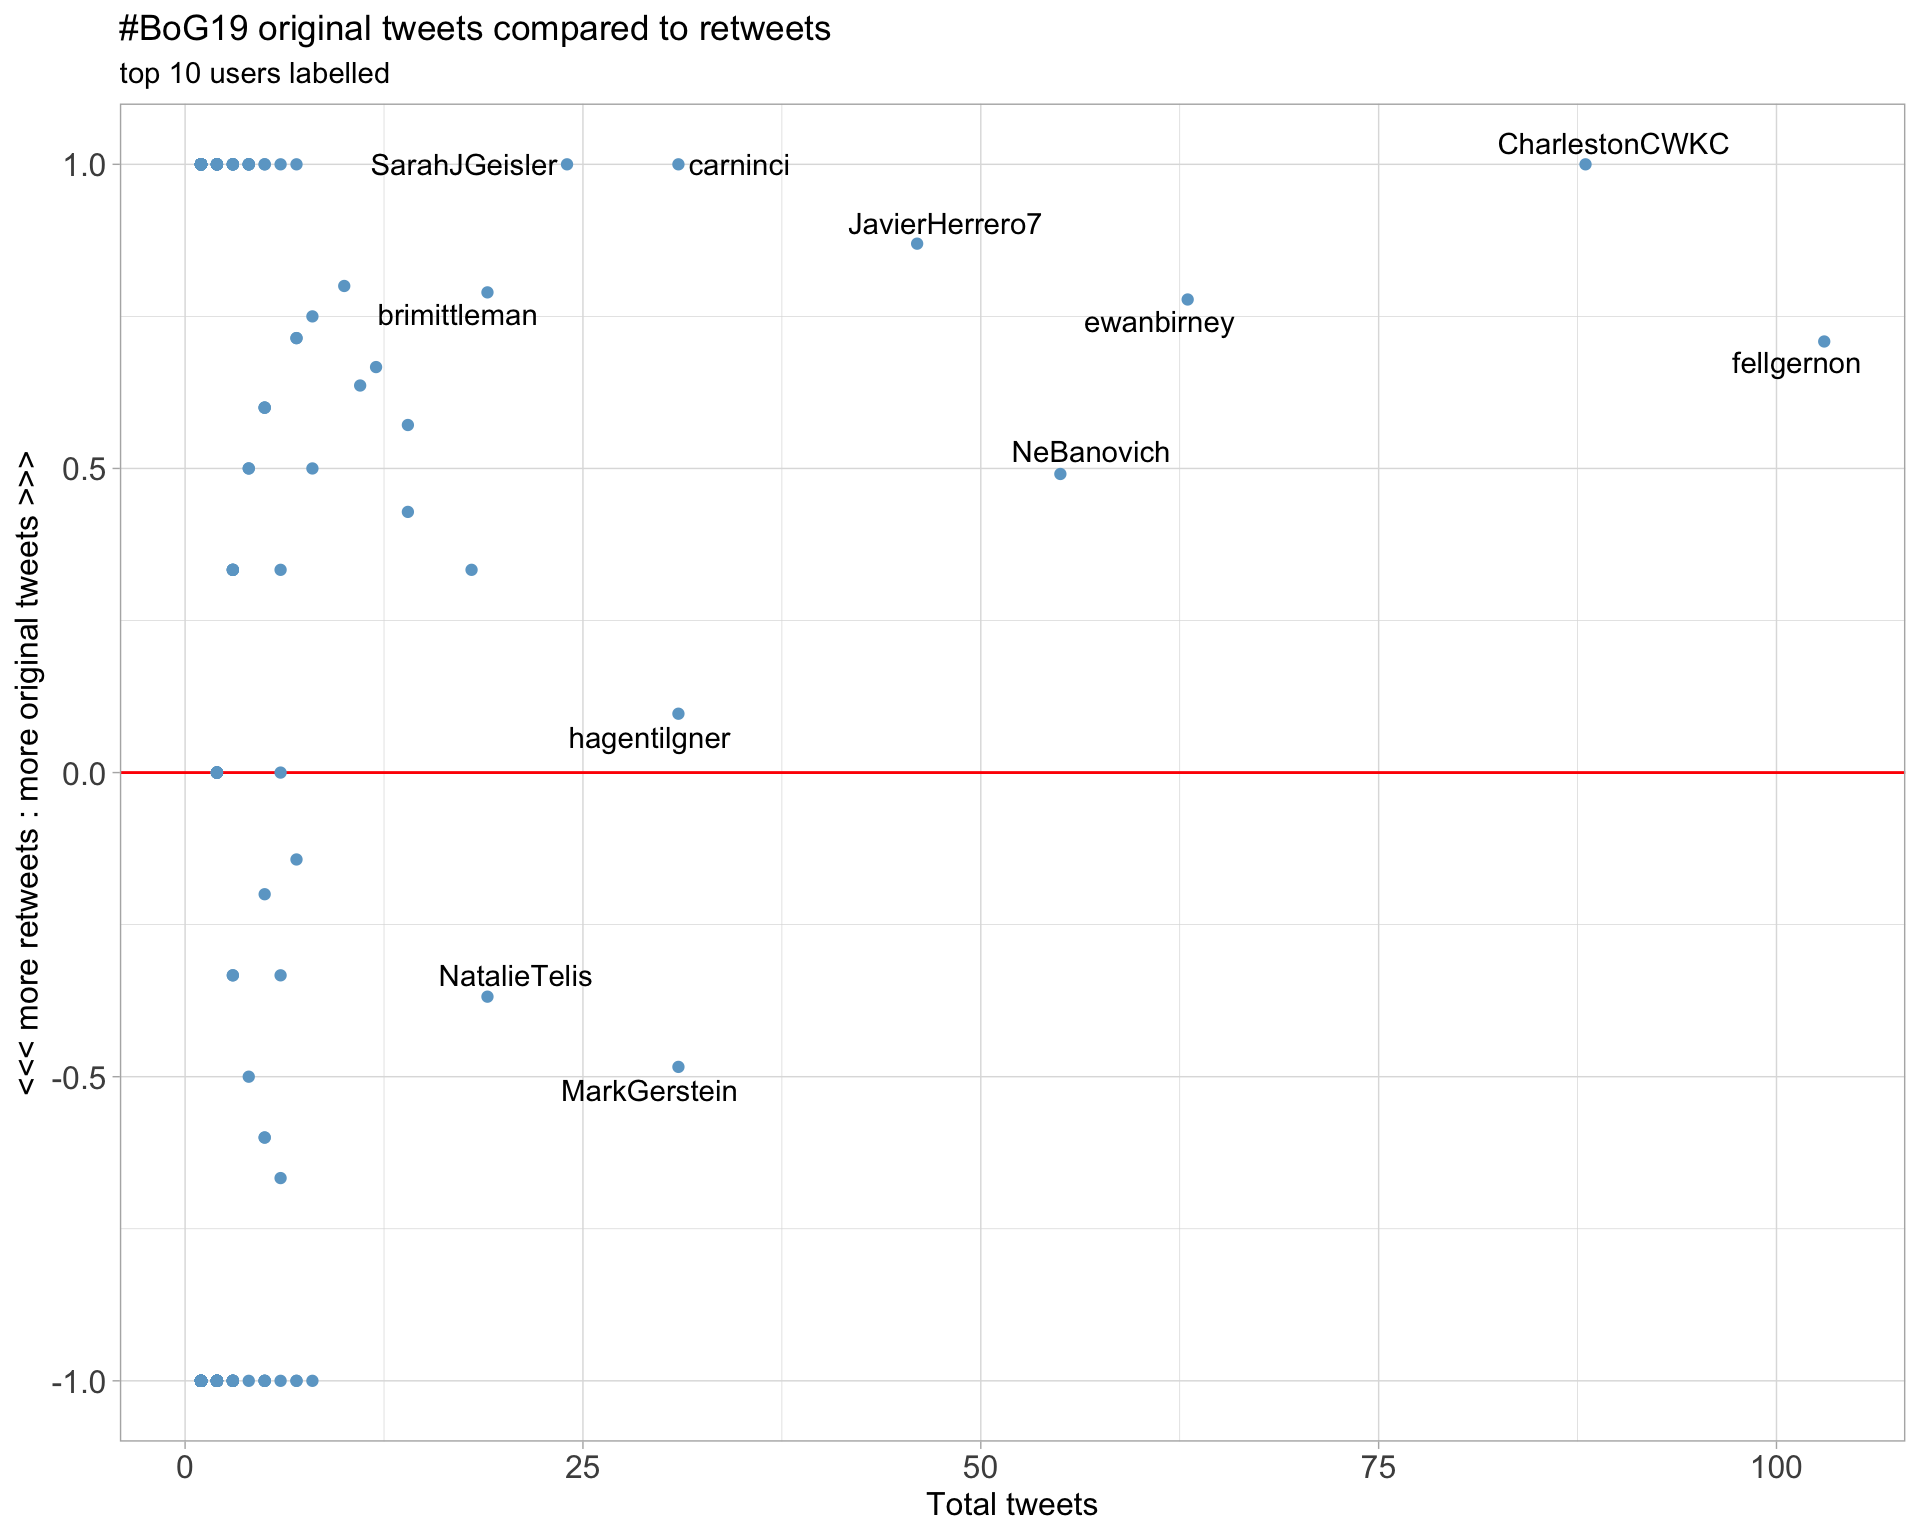 #BoG19 original tweets compared to retweets
top 10 users labelled
CharlestonCWKC
SarahJGeisler
carninci
JavierHerrero7
brimittleman
ewanbirney
fellgernon
NeBanovich
hagentilgner
NatalieTelis
MarkGerstein
<<< more retweets : more original tweets >>>
1.0
0.5
0.0
-0.5
-1.0
0 25 50 75 100
Total tweets